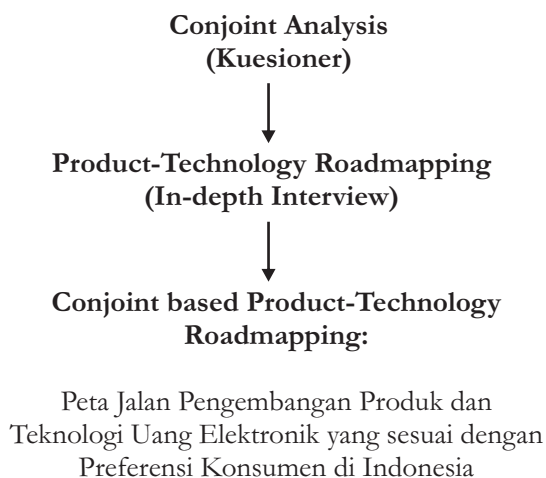 Conjoint Analysis
(Kuesioner)
Product-Technology Roadmapping
(In-depth Interview)
Conjoint based Product-Technology
Roadmapping:
Peta Jalan Pengembangan Produk dan
Teknologi Uang Elektronik yang sesuai dengan
Preferensi Konsumen di Indonesia